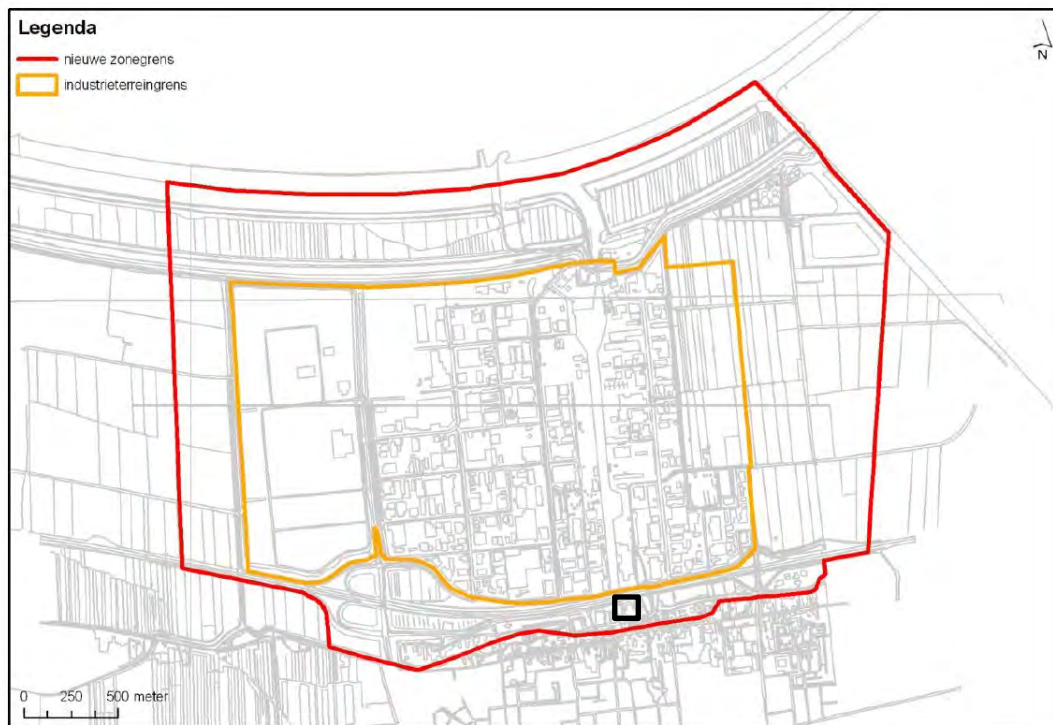 Legenda
nieuwe zonegrens
industrieterreingrens
N
0 250 500 meter